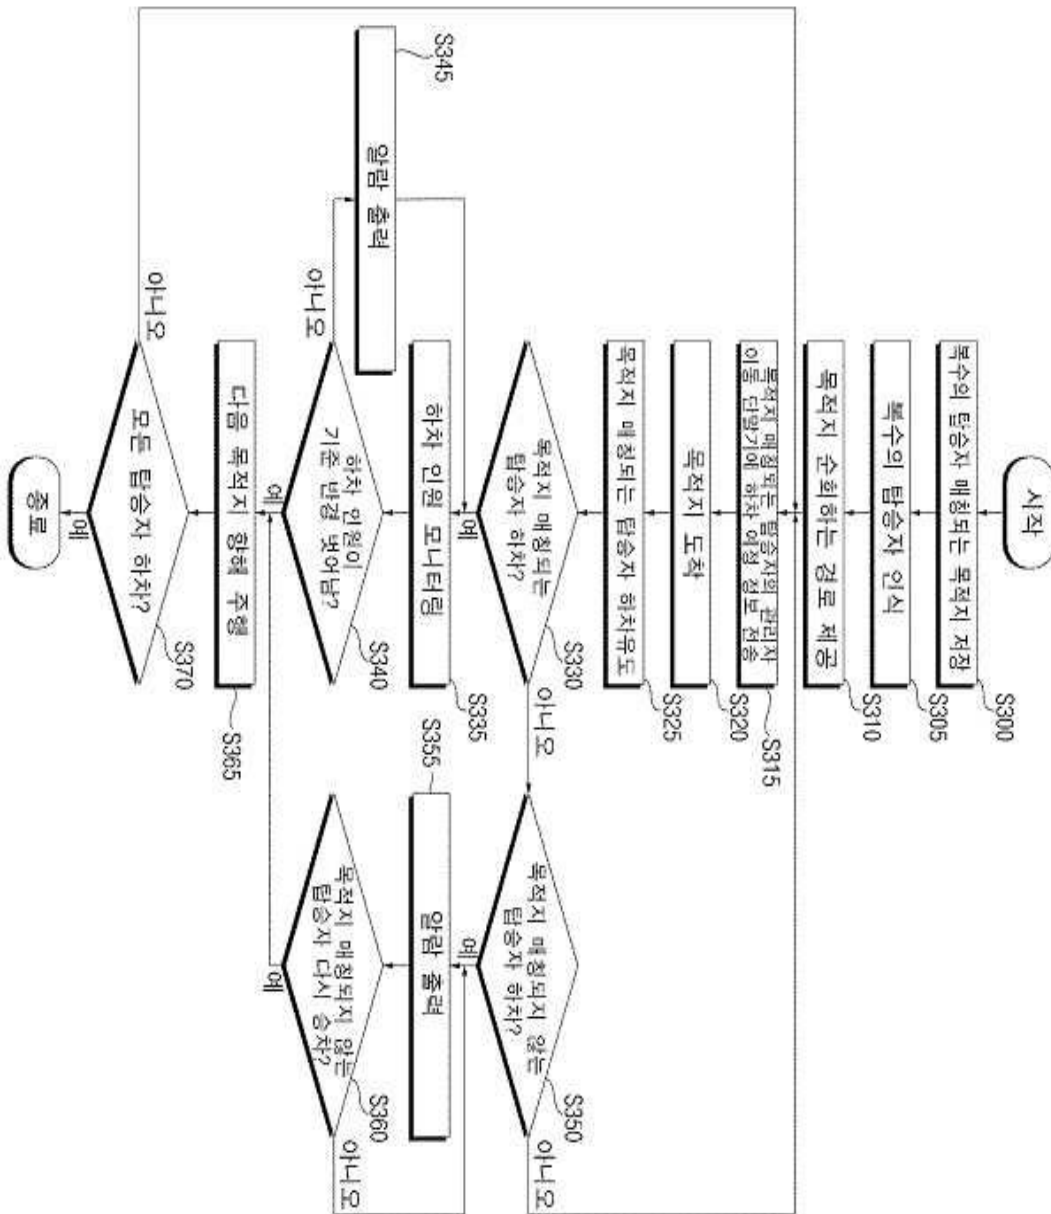 시작
복수의 탑승자 매칭되는 목적지 저장
S300
복수의 탑승자 인식
S305
목적지 순회하는 경로 제공
S310
목적지 매칭되는 탑승자의 관리자
이동 단말기에 하차 예정 정보 전송
S315
목적지 도착
S320
목적지 매칭되는 탑승자 하차유도
S325
목적지 매칭되는
탑승자 하차?
S330
아니오
예
하차 인원 모니터링
S335
하차 인원이
기준 반경 벗어남?
S340
아니오
예
알람 출력
S345
목적지 매칭되지 않는
탑승자 하차?
S350
아니오
예
알람 출력
S355
목적지 매칭되지 않는
탑승자 다시 승차?
S360
아니오
예
다음 목적지 향해 주행
S365
모든 탑승자 하차?
S370
아니오
예
종료